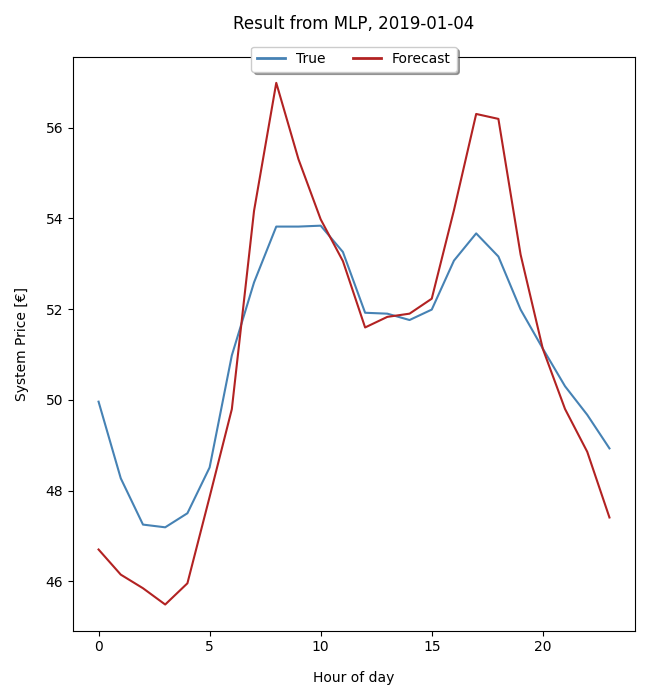 Result from MLP, 2019-01-04
True Forecast
56
54
52
50
48
46
System Price [€]
0 5 10 15 20
Hour of day